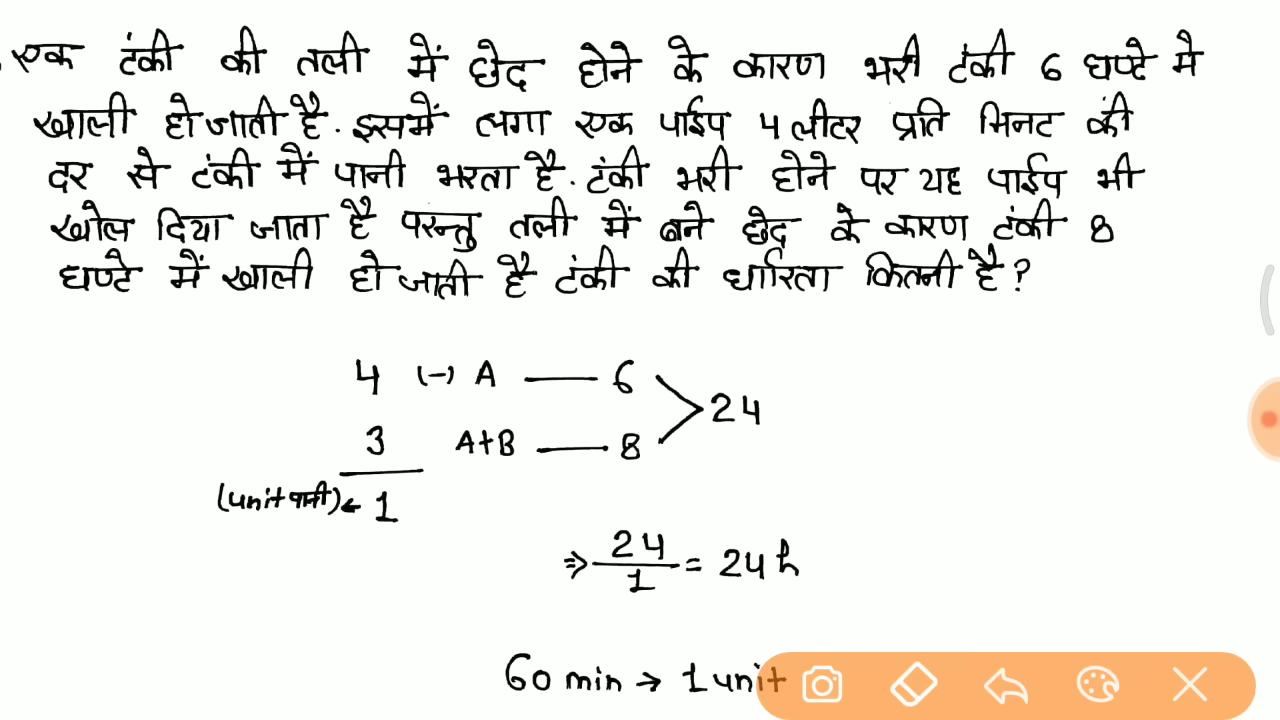 एक टंकी की तली में छेद होने के कारण भरी टंकी 6 घण्टे मे
खाली हो जाती है. इसमें लगा एक पाईप 4 लीटर प्रति मिनट की
दर से टंकी में पानी भरता है. टंकी भरी होने पर यह पाईप भी
खोल दिया जाता है परन्तु तली में बने छेद के कारण टंकी 8
घण्टे में खाली हो जाती है टंकी की धारिता कितनी है?
4 (-) A — 6
24
3 A+B — 8
(unit पानी) ← 1
⇒ 24/1 = 24 h
60 min → 1 unit